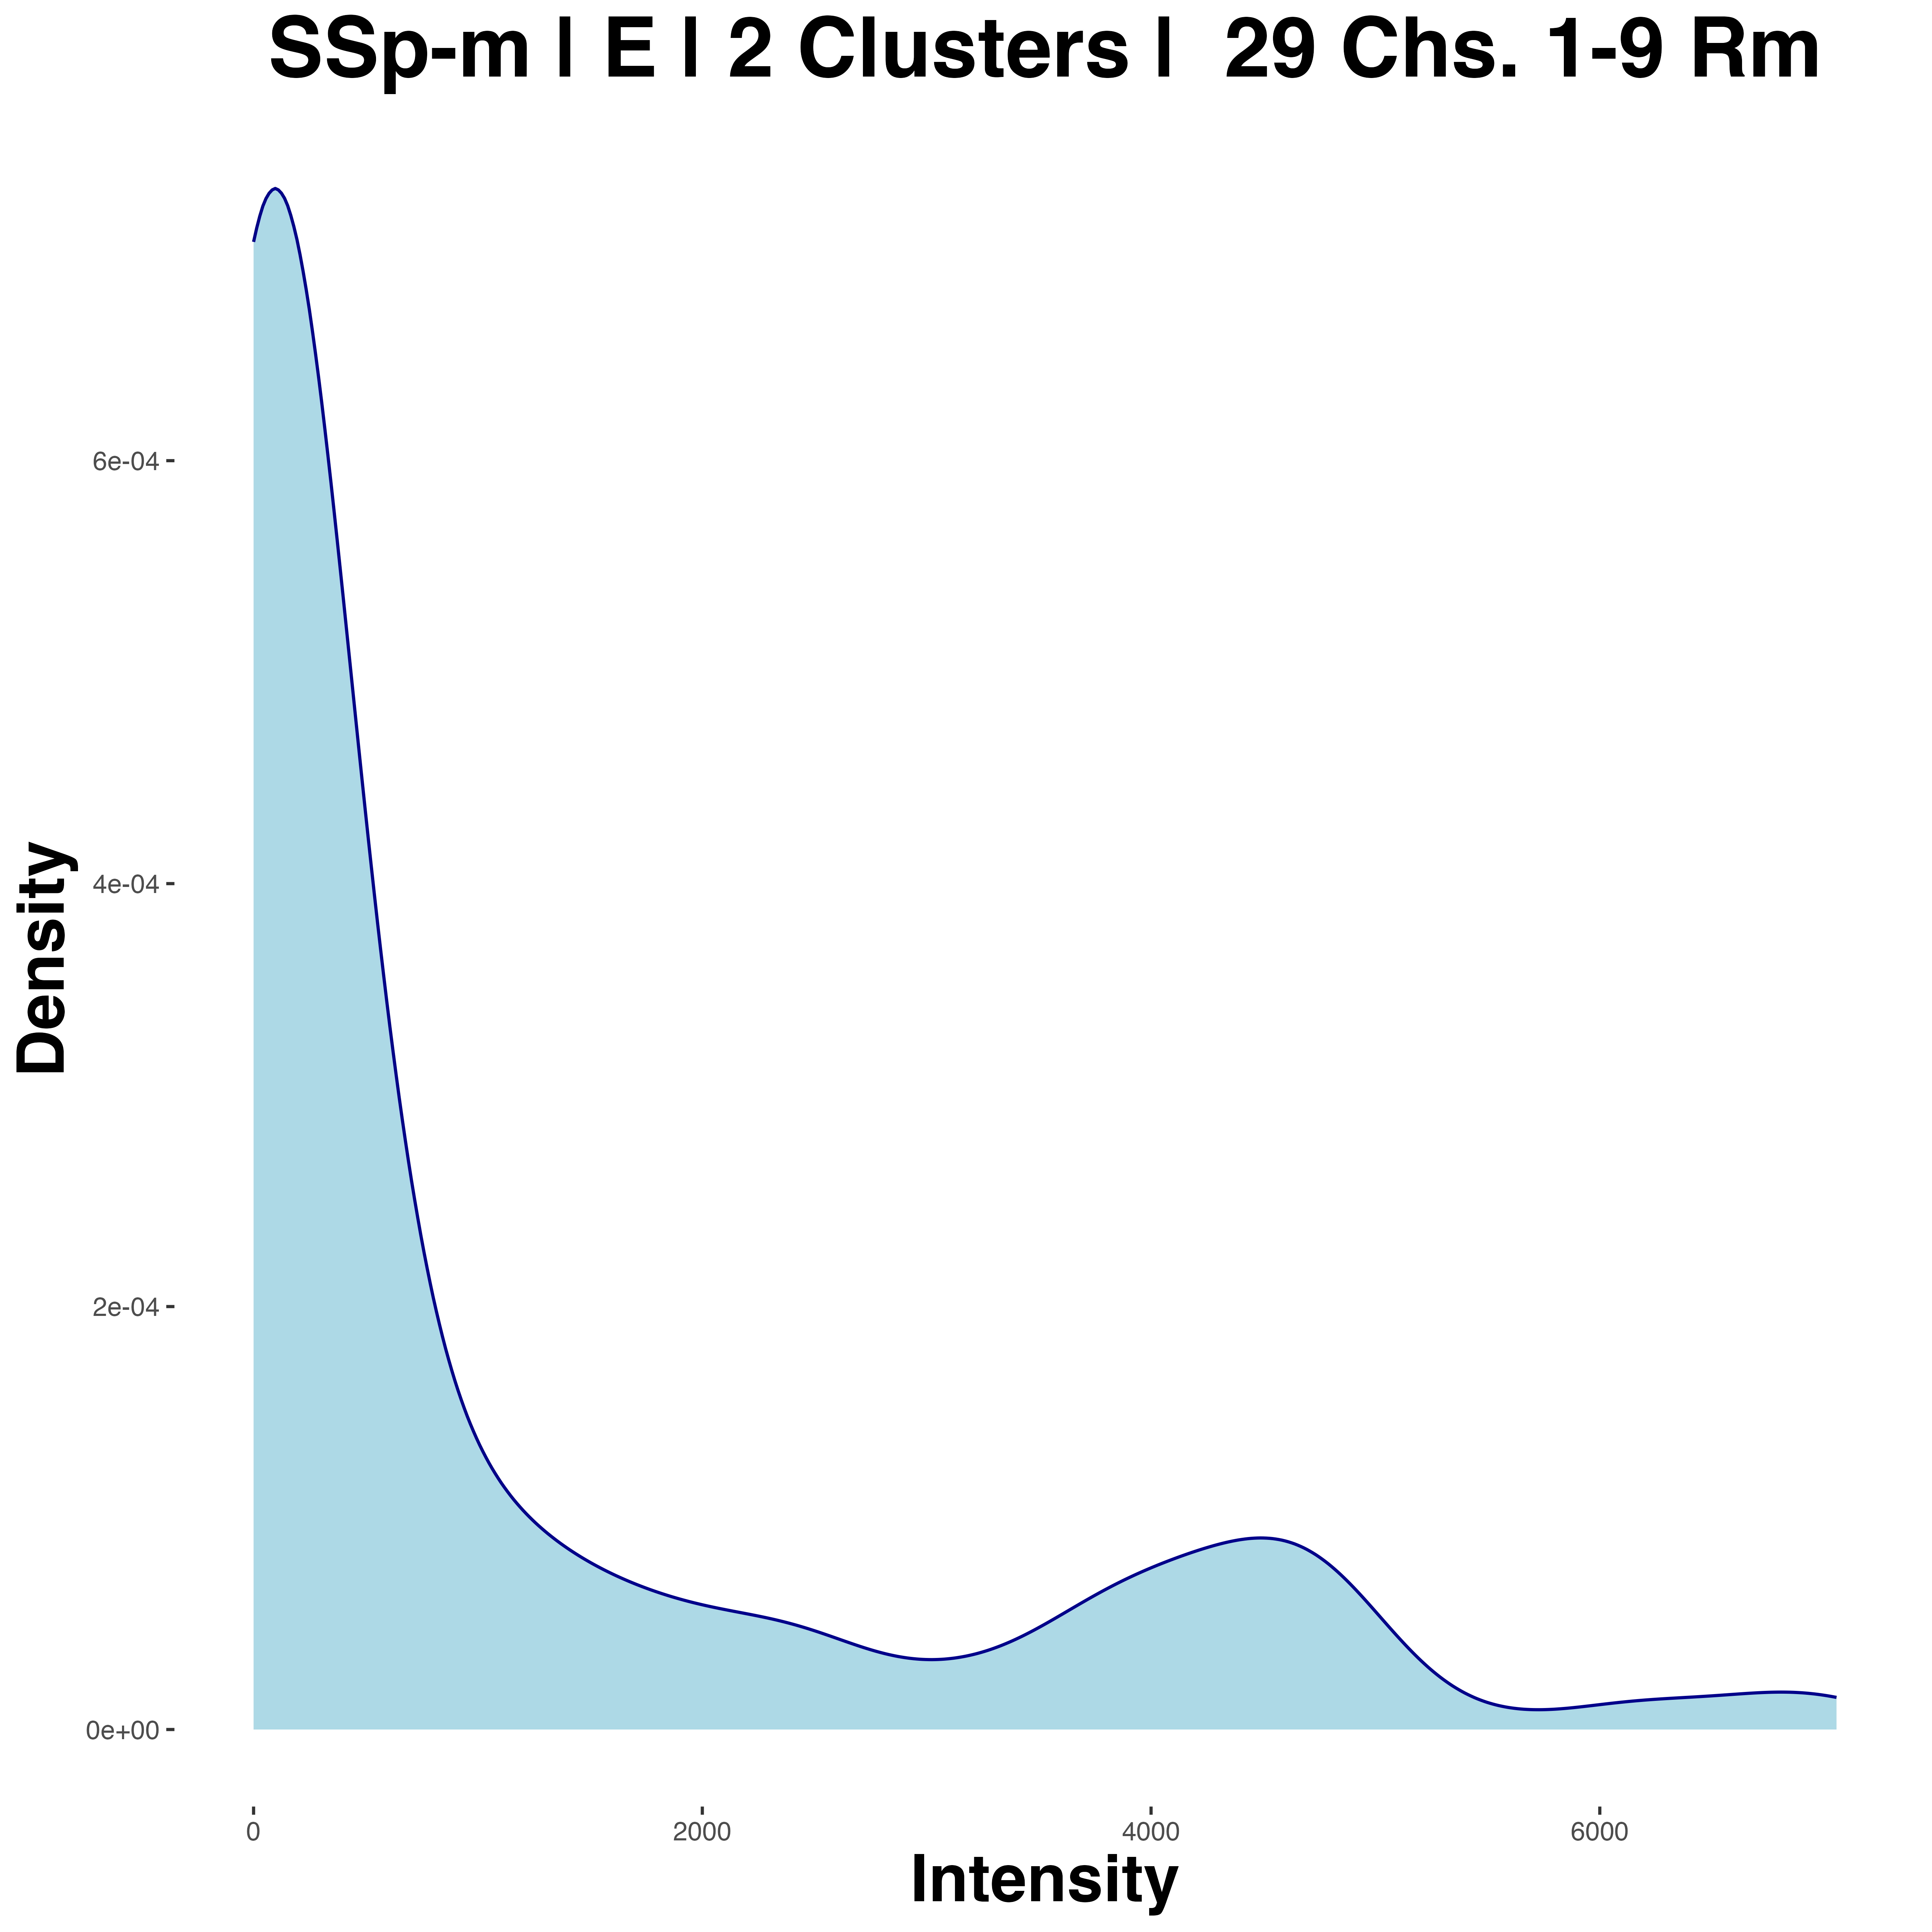 SSp-m | E | 2 Clusters |  29 Chs. 1-9 Rm
Density
6e-04
4e-04
2e-04
0e+00
0
2000
4000
6000
Intensity